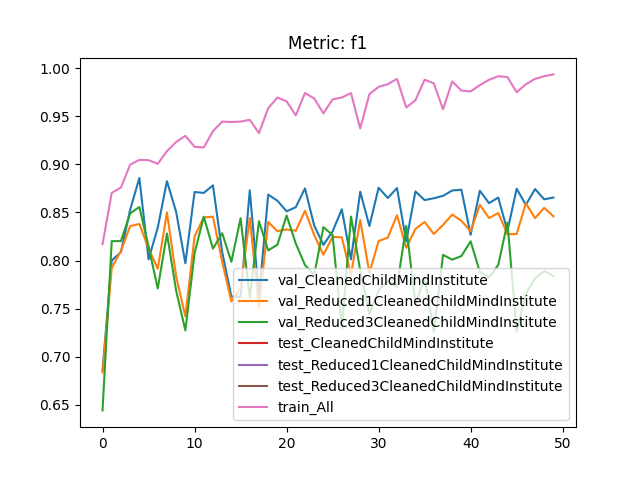 Metric: f1
1.00
0.95
0.90
0.85
0.80
0.75
0.70
0.65
val_CleanedChildMindInstitute
val_Reduced1CleanedChildMindInstitute
val_Reduced3CleanedChildMindInstitute
test_CleanedChildMindInstitute
test_Reduced1CleanedChildMindInstitute
test_Reduced3CleanedChildMindInstitute
train_All
0 10 20 30 40 50